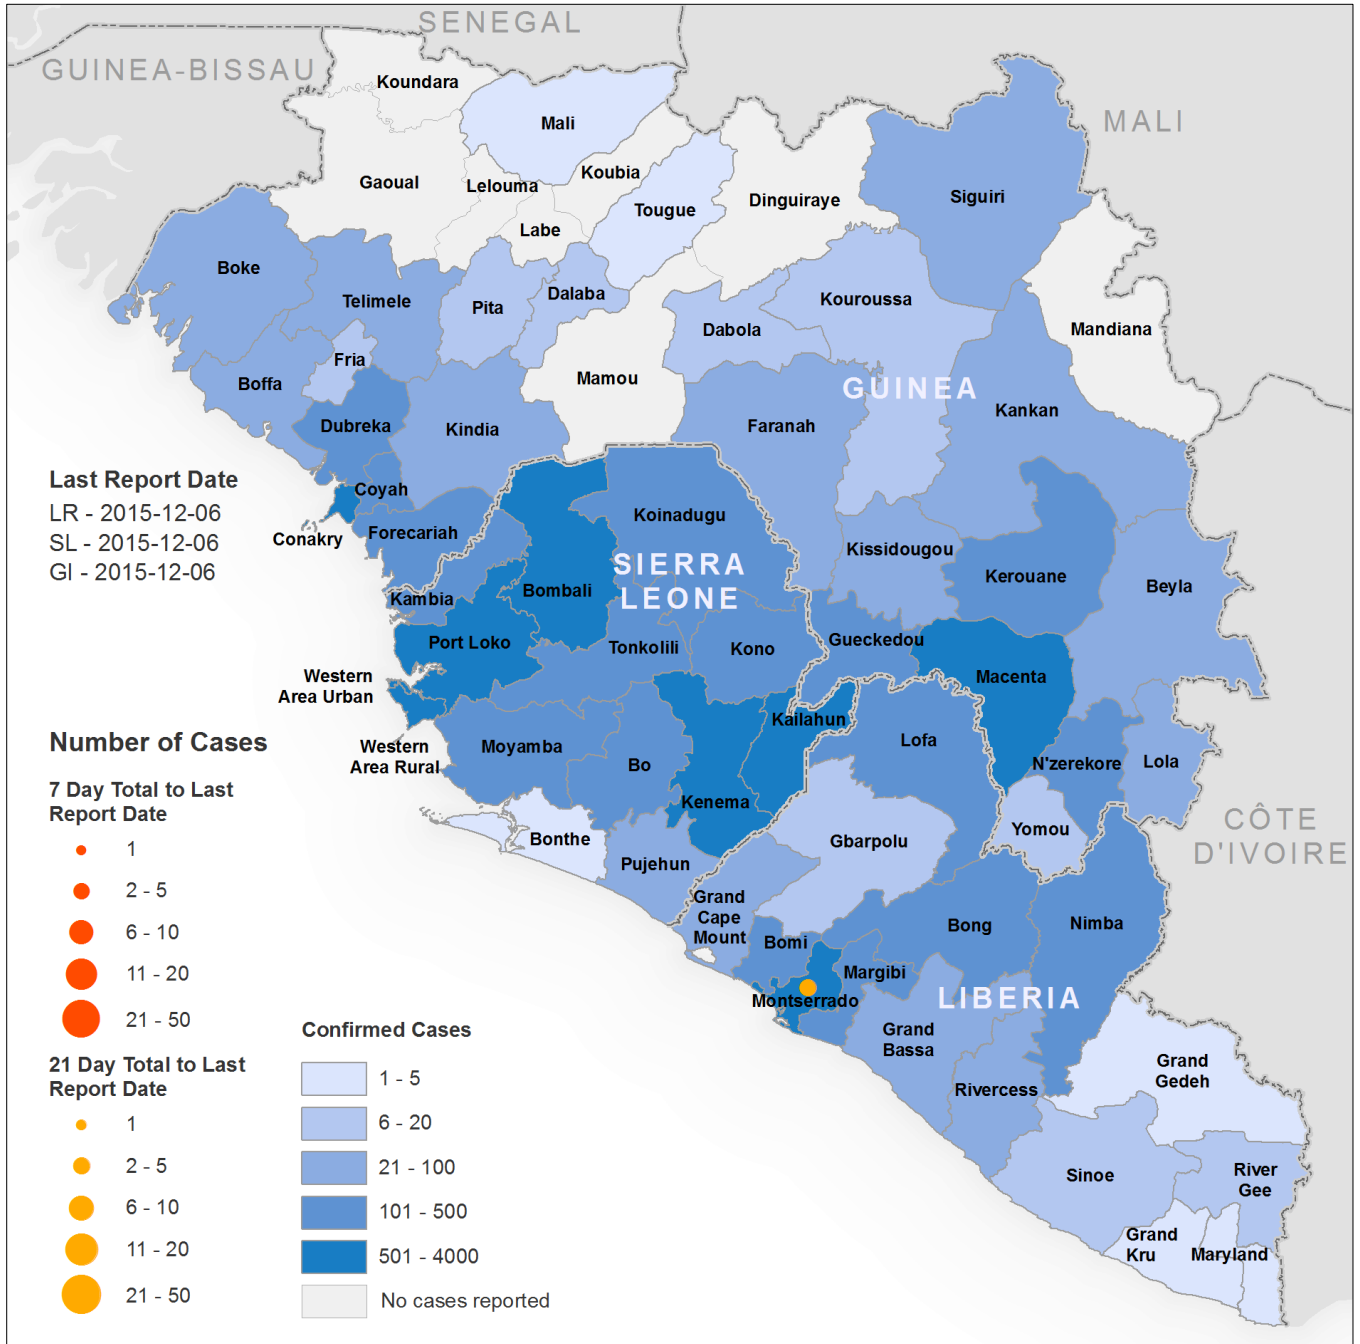 SENEGAL
GUINEA-BISSAU
MALI
Koundara
Mali
Gaoual
Lelouma
Koubia
Tougue
Labe
Dinguiraye
Siguiri
Boke
Telimele
Pita
Dalaba
Dabola
Kouroussa
Mandiana
Fria
Boffa
Mamou
GUINEA
Kankan
Dubreka
Kindia
Faranah
Last Report Date
LR - 2015-12-06
SL - 2015-12-06
GI - 2015-12-06
Coyah
Conakry
Forecariah
Koinadugu
SIERRA
LEONE
Kissidougou
Kerouane
Beyla
Kambia
Bombali
Port Loko
Tonkolili
Kono
Gueckedou
Macenta
Western
Area Urban
Western
Area Rural
Moyamba
Bo
Kailahun
Kenema
Lofa
N'zerekore
Lola
Yomou
CÔTE
D'IVOIRE
Bonthe
Pujehun
Gbarpolu
Grand
Cape
Mount
Bomi
Bong
Nimba
Margibi
Montserrado
LIBERIA
Grand
Bassa
Rivercess
Grand
Gedeh
Sinoe
River
Gee
Grand
Kru
Maryland
Number of Cases
7 Day Total to Last
Report Date
1
2 - 5
6 - 10
11 - 20
21 - 50
21 Day Total to Last
Report Date
1
2 - 5
6 - 10
11 - 20
21 - 50
Confirmed Cases
1 - 5
6 - 20
21 - 100
101 - 500
501 - 4000
No cases reported